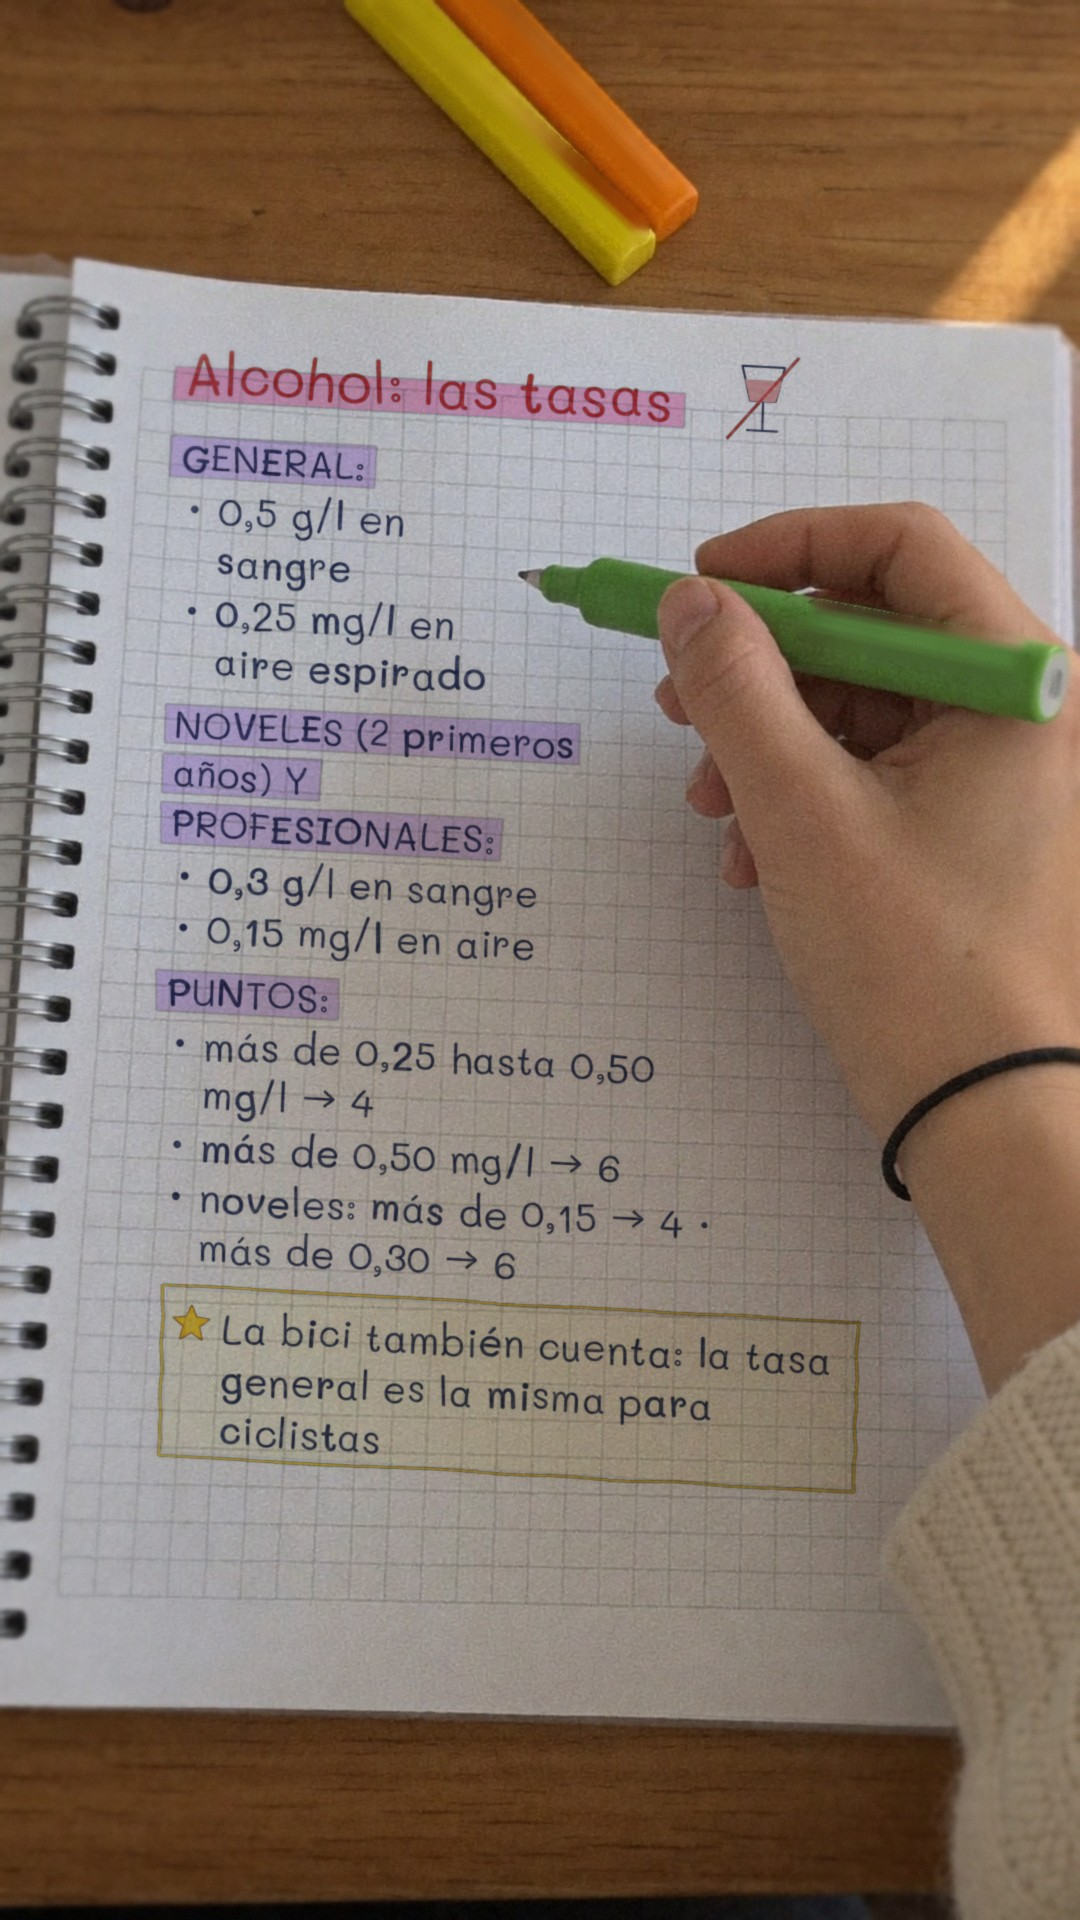 Alcohol: las tasas
GENERAL:
• 0,5 g/l en
sangre
• 0,25 mg/l en
aire espirado
NOVELES (2 primeros
años) Y
PROFESIONALES:
• 0,3 g/l en sangre
• 0,15 mg/l en aire
PUNTOS:
• más de 0,25 hasta 0,50
mg/l → 4
• más de 0,50 mg/l → 6
• noveles: más de 0,15 → 4 ·
más de 0,30 → 6
★ La bici también cuenta: la tasa
general es la misma para
ciclistas